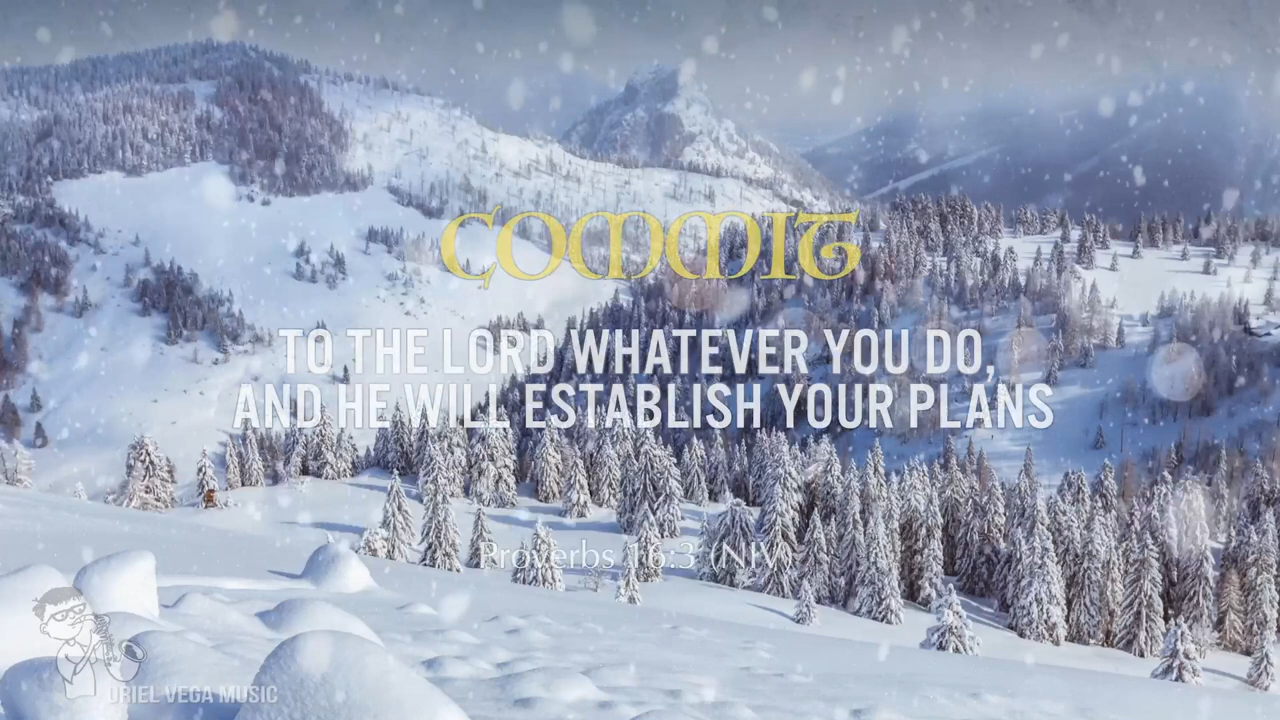 COMMIT
TO THE LORD WHATEVER YOU DO,
AND HE WILL ESTABLISH YOUR PLANS
Proverbs 16:3 (NIV)
URIEL VEGA MUSIC